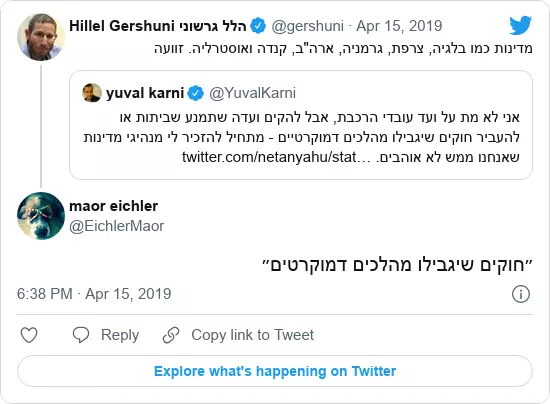 Hillel Gershuni הלל גרשוני @gershuni · Apr 15, 2019
מדינות כמו בלגיה, צרפת, גרמניה, ארה"ב, קנדה ואוסטרליה. זוועה
yuval karni @YuvalKarni
אני לא מת על ועד עובדי הרכבת, אבל להקים ועדה שתמנע שביתות או
להעביר חוקים שיגבילו מהלכים דמוקרטיים - מתחיל להזכיר לי מנהיגי מדינות
שאנחנו ממש לא אוהבים. twitter.com/netanyahu/stat…
maor eichler
@EichlerMaor
״חוקים שיגבילו מהלכים דמוקרטים״
6:38 PM · Apr 15, 2019
Reply
Copy link to Tweet
Explore what's happening on Twitter